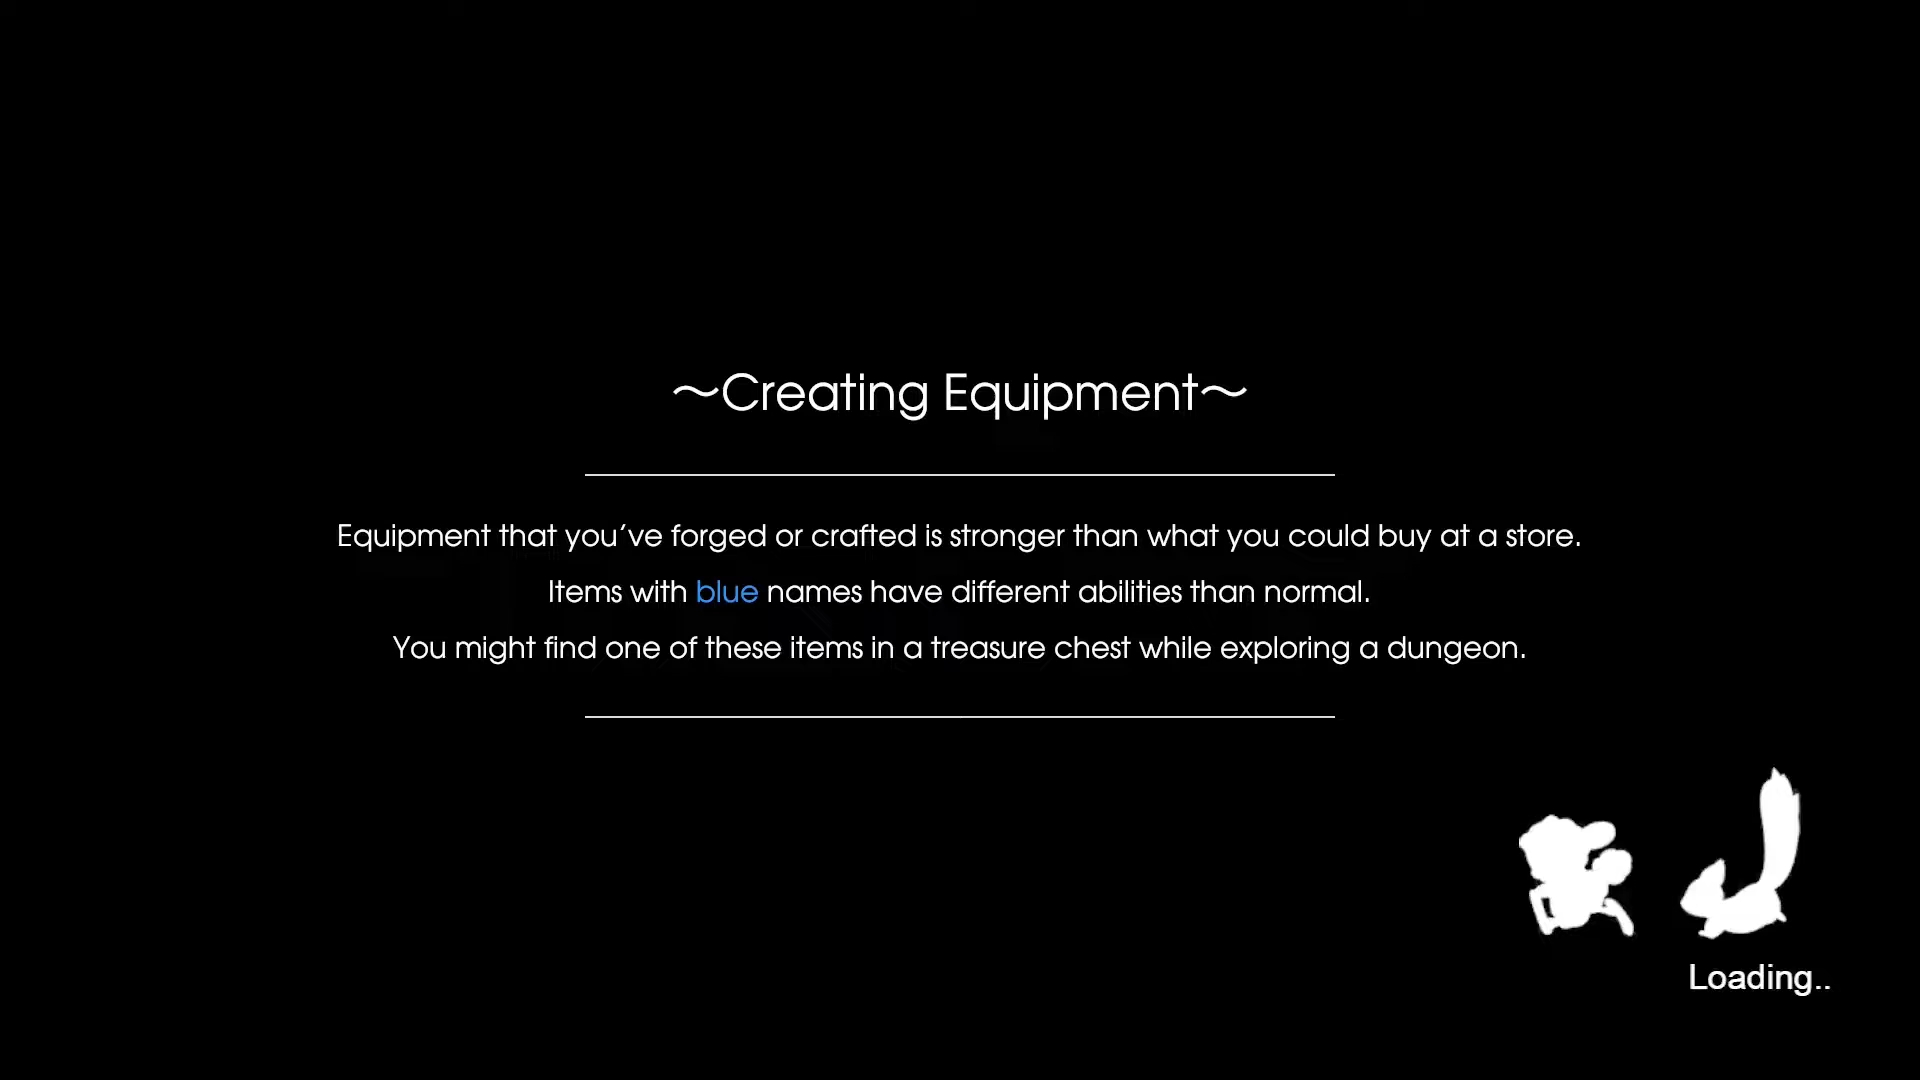 ～Creating Equipment～
Equipment that you’ve forged or crafted is stronger than what you could buy at a store.
Items with blue names have different abilities than normal.
You might find one of these items in a treasure chest while exploring a dungeon.
Loading..